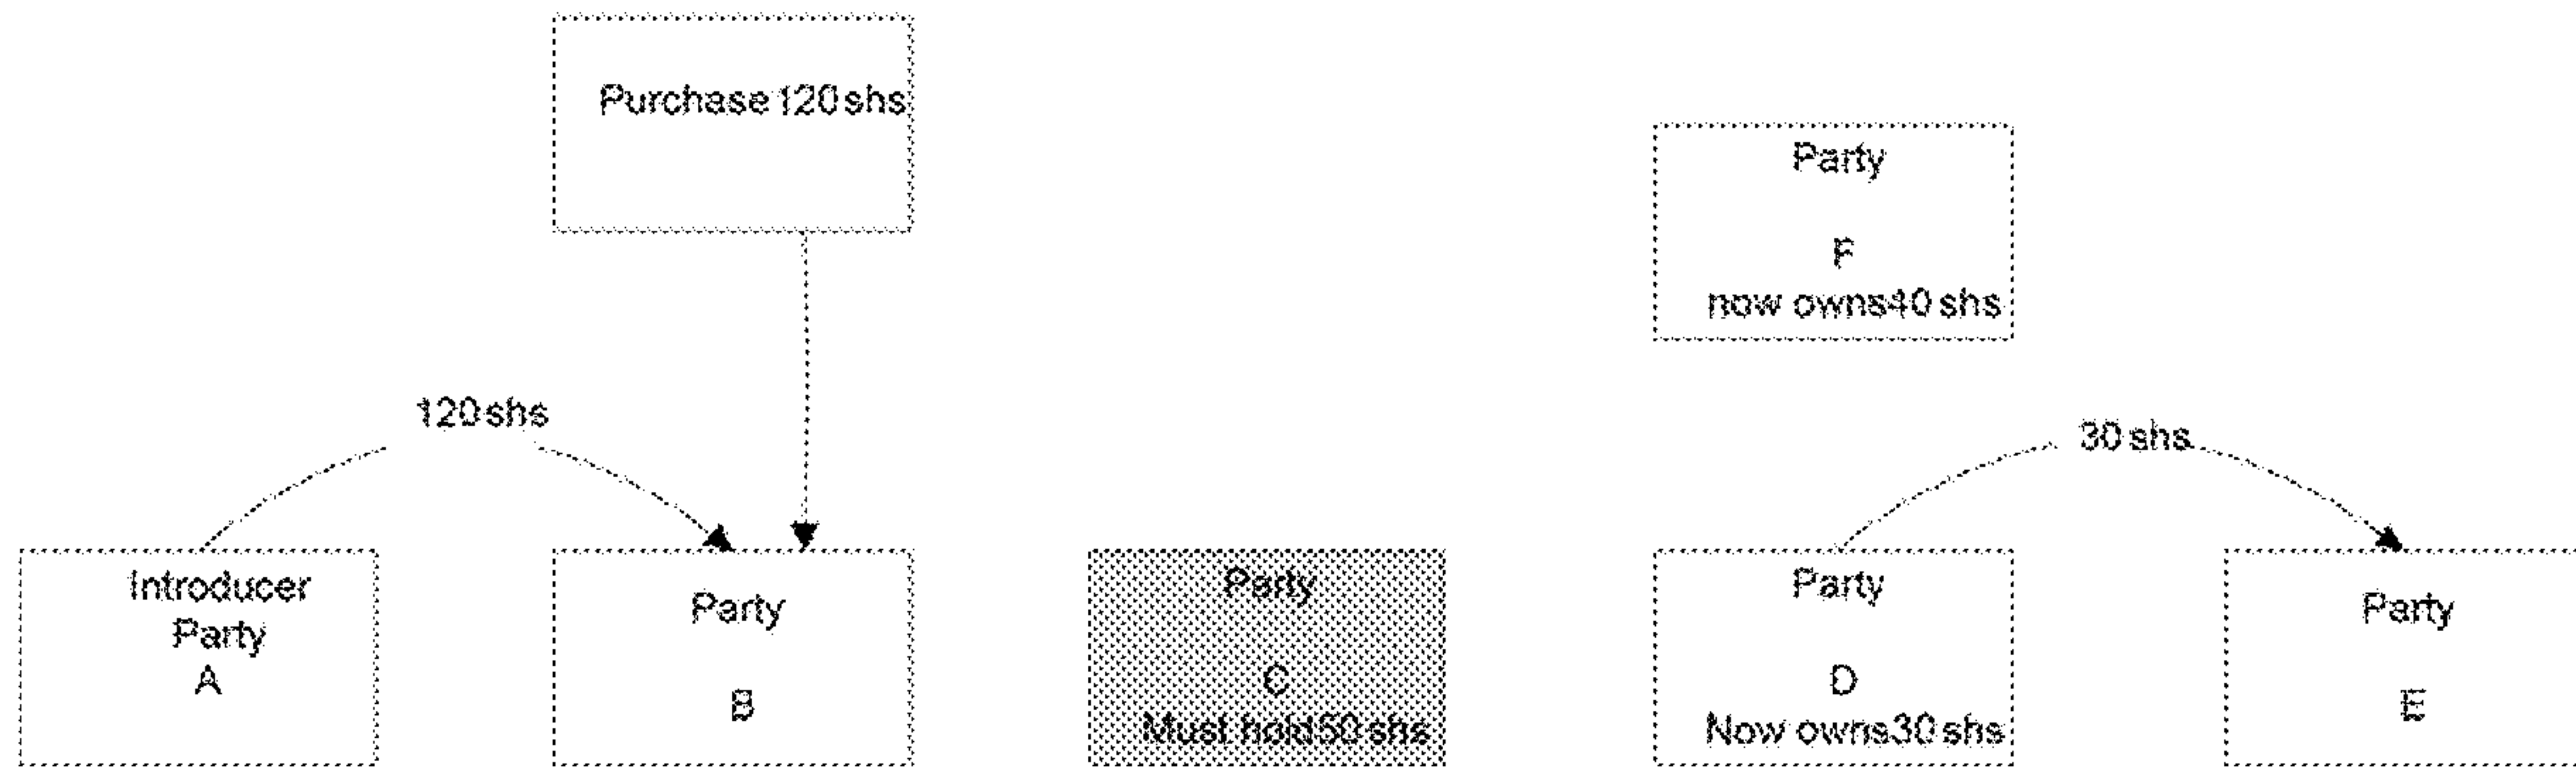 Purchase 120 shs
Party
F
now owns 40 shs
120 shs
30 shs
Introducer
Party
A
Party
B
Party
C
Must hold 50 shs
Party
D
Now owns 30 shs
Party
E